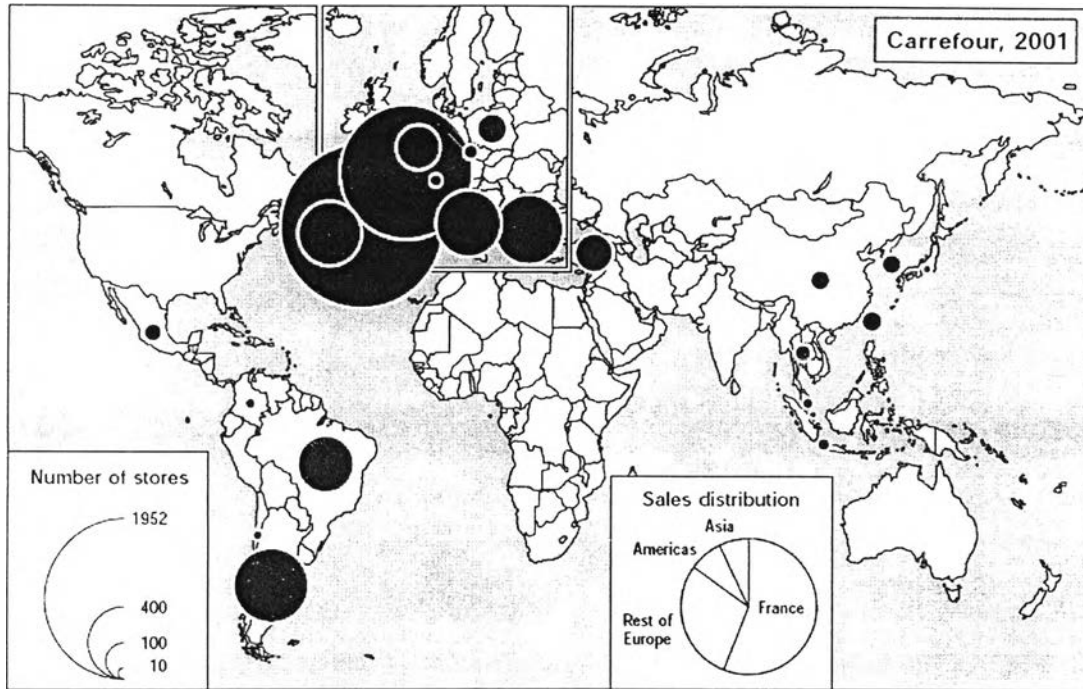 Carrefour, 2001
Number of stores
1952
400
100
10
Sales distribution
Asia
Americas
France
Rest of
Europe